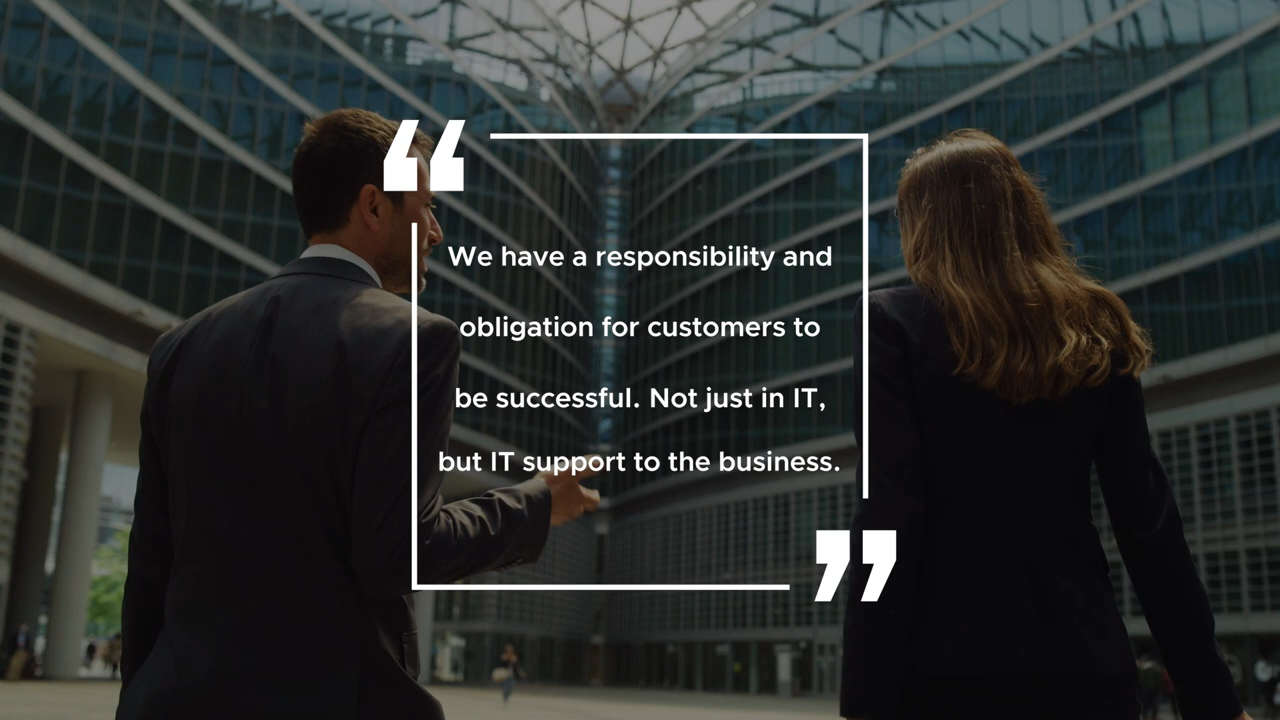 “
We have a responsibility and
obligation for customers to
be successful. Not just in IT,
but IT support to the business.
”